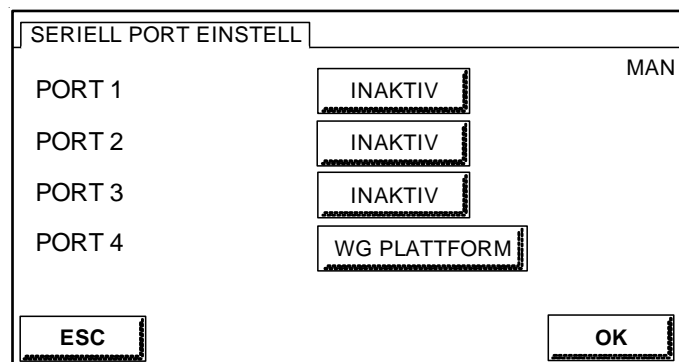 SERIELL PORT EINSTELL
MAN
PORT 1 INAKTIV
PORT 2 INAKTIV
PORT 3 INAKTIV
PORT 4 WG PLATTFORM
ESC OK